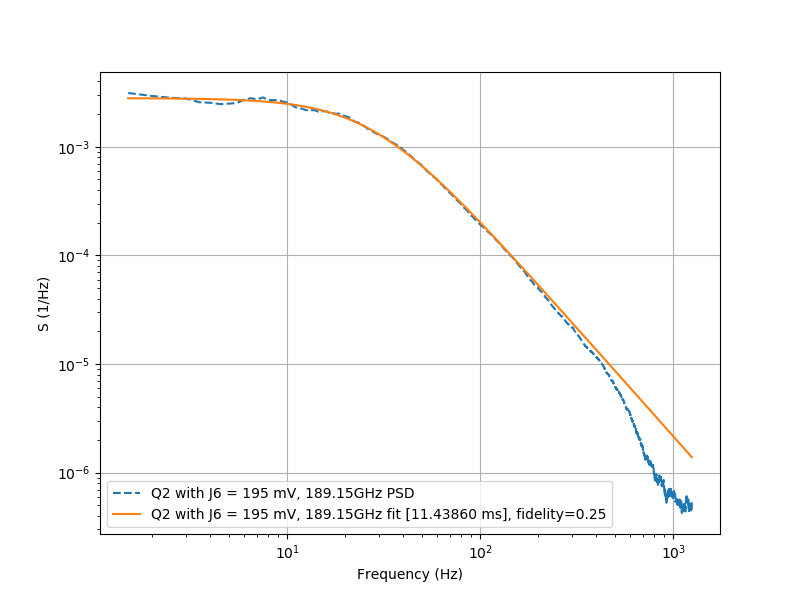 S (1/Hz)
10⁻³
10⁻⁴
10⁻⁵
10⁻⁶
Q2 with J6 = 195 mV, 189.15GHz PSD
Q2 with J6 = 195 mV, 189.15GHz fit [11.43860 ms], fidelity=0.25
10¹
10²
10³
Frequency (Hz)